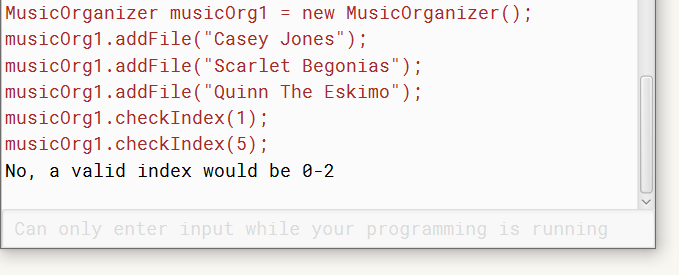 MusicOrganizer musicOrg1 = new MusicOrganizer();
musicOrg1.addFile("Casey Jones");
musicOrg1.addFile("Scarlet Begonias");
musicOrg1.addFile("Quinn The Eskimo");
musicOrg1.checkIndex(1);
musicOrg1.checkIndex(5);
No, a valid index would be 0-2
Can only enter input while your programming is running